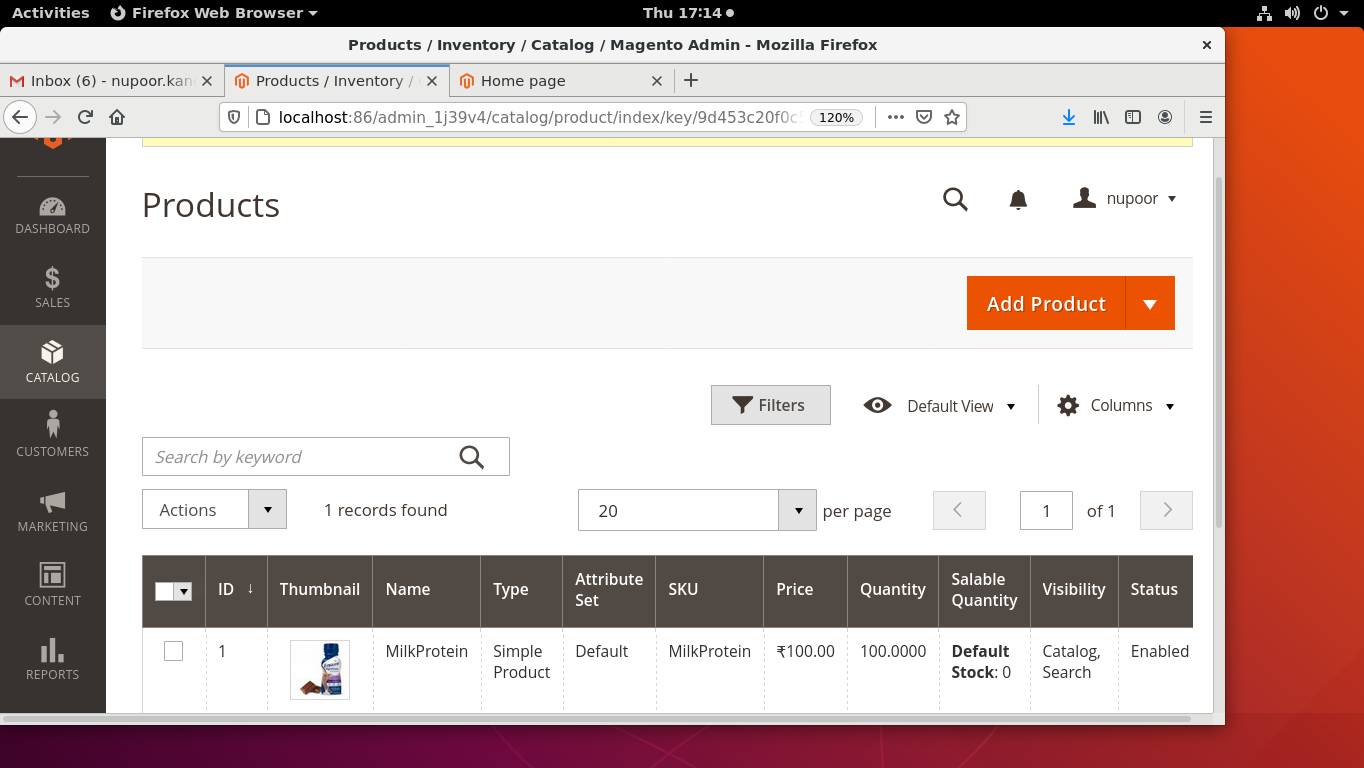 Activities Firefox Web Browser Thu 17:14
Products / Inventory / Catalog / Magento Admin - Mozilla Firefox
Inbox (6) - nupoor.kan Products / Inventory / Home page
localhost:86/admin_1j39v4/catalog/product/index/key/9d453c20f0c 120%
Products nupoor
DASHBOARD
SALES
CATALOG
CUSTOMERS
MARKETING
CONTENT
REPORTS
Add Product
Filters Default View Columns
Search by keyword
Actions 1 records found 20 per page 1 of 1
ID ↓ Thumbnail Name Type Attribute Set SKU Price Quantity Salable Quantity Visibility Status
1 MilkProtein Simple Product Default MilkProtein ₹100.00 100.0000 Default Stock: 0 Catalog, Search Enabled